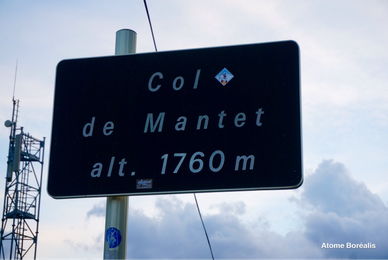 Col
de Mantet
alt. 1760 m
Atome Boréalis